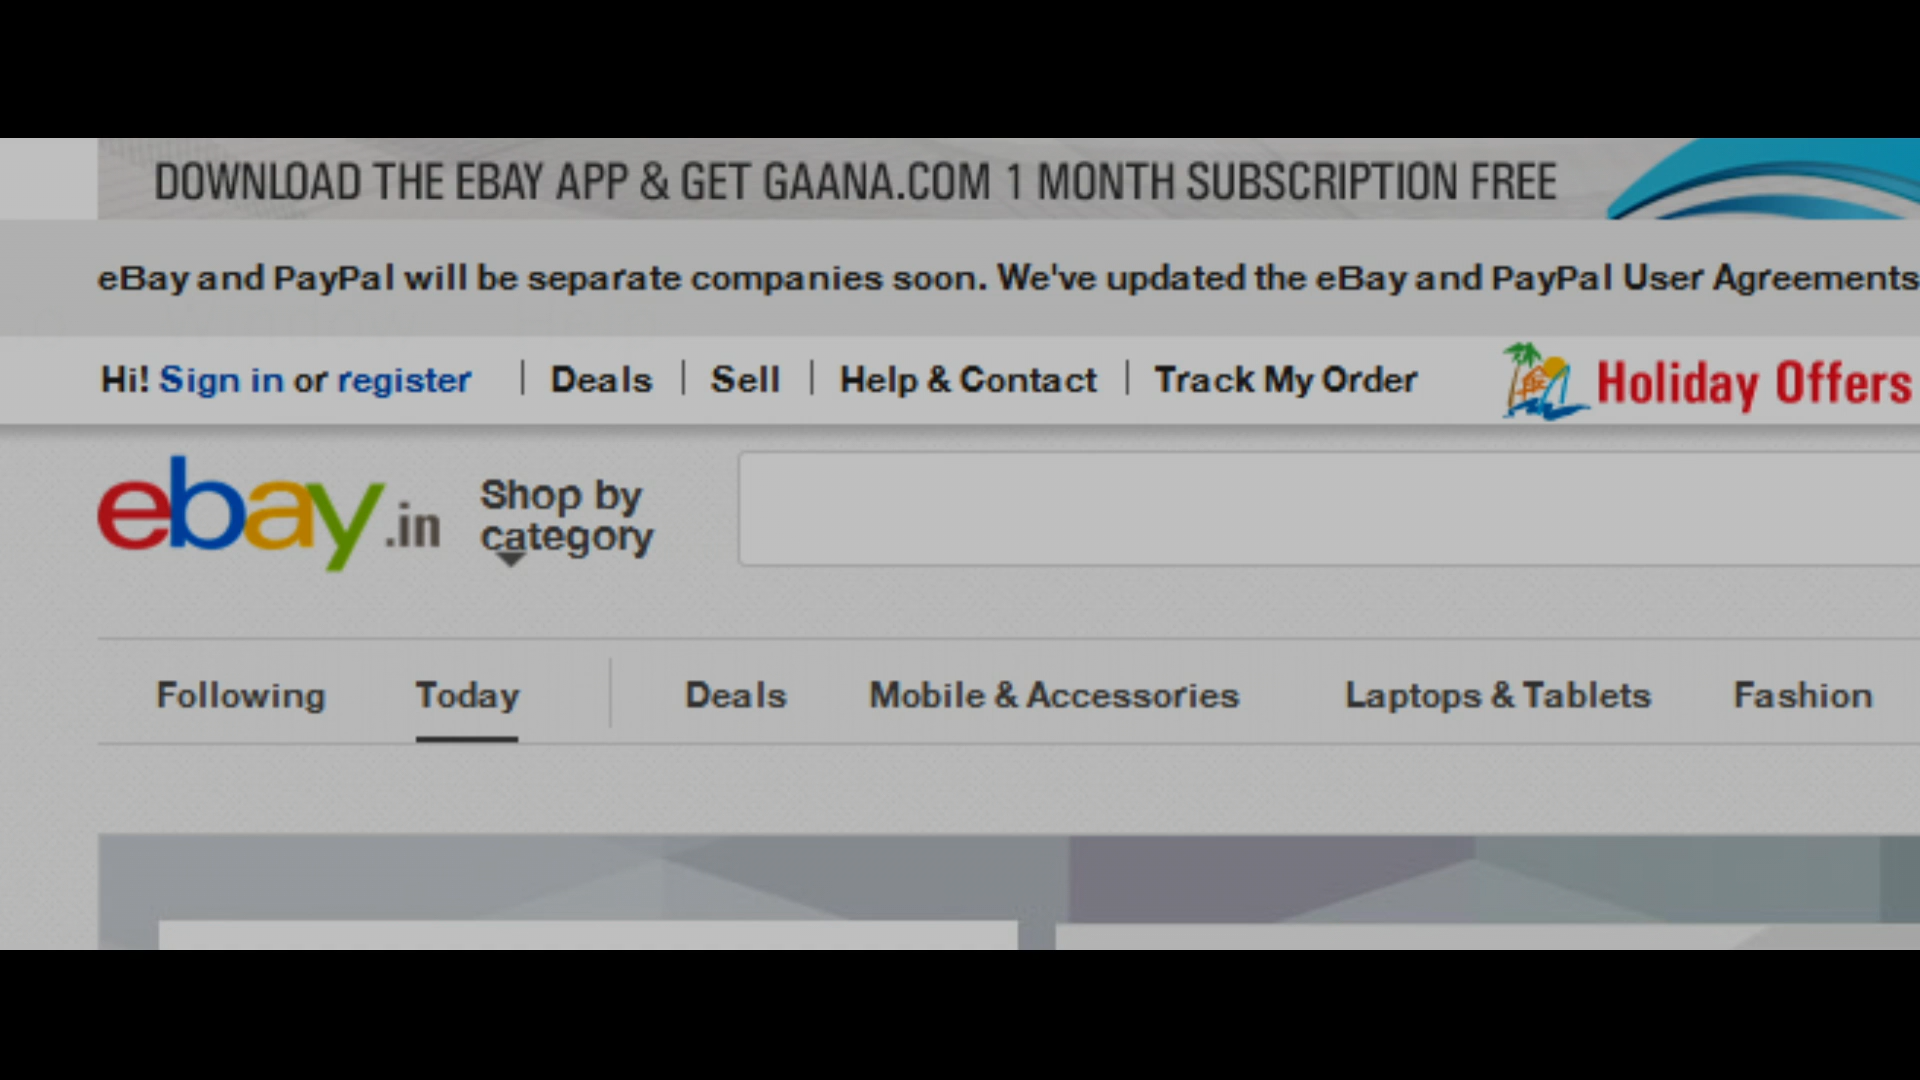 DOWNLOAD THE EBAY APP & GET GAANA.COM 1 MONTH SUBSCRIPTION FREE
eBay and PayPal will be separate companies soon. We've updated the eBay and PayPal User Agreements
Hi! Sign in or register | Deals | Sell | Help & Contact | Track My Order Holiday Offers
ebay.in Shop by
category
Following Today Deals Mobile & Accessories Laptops & Tablets Fashion